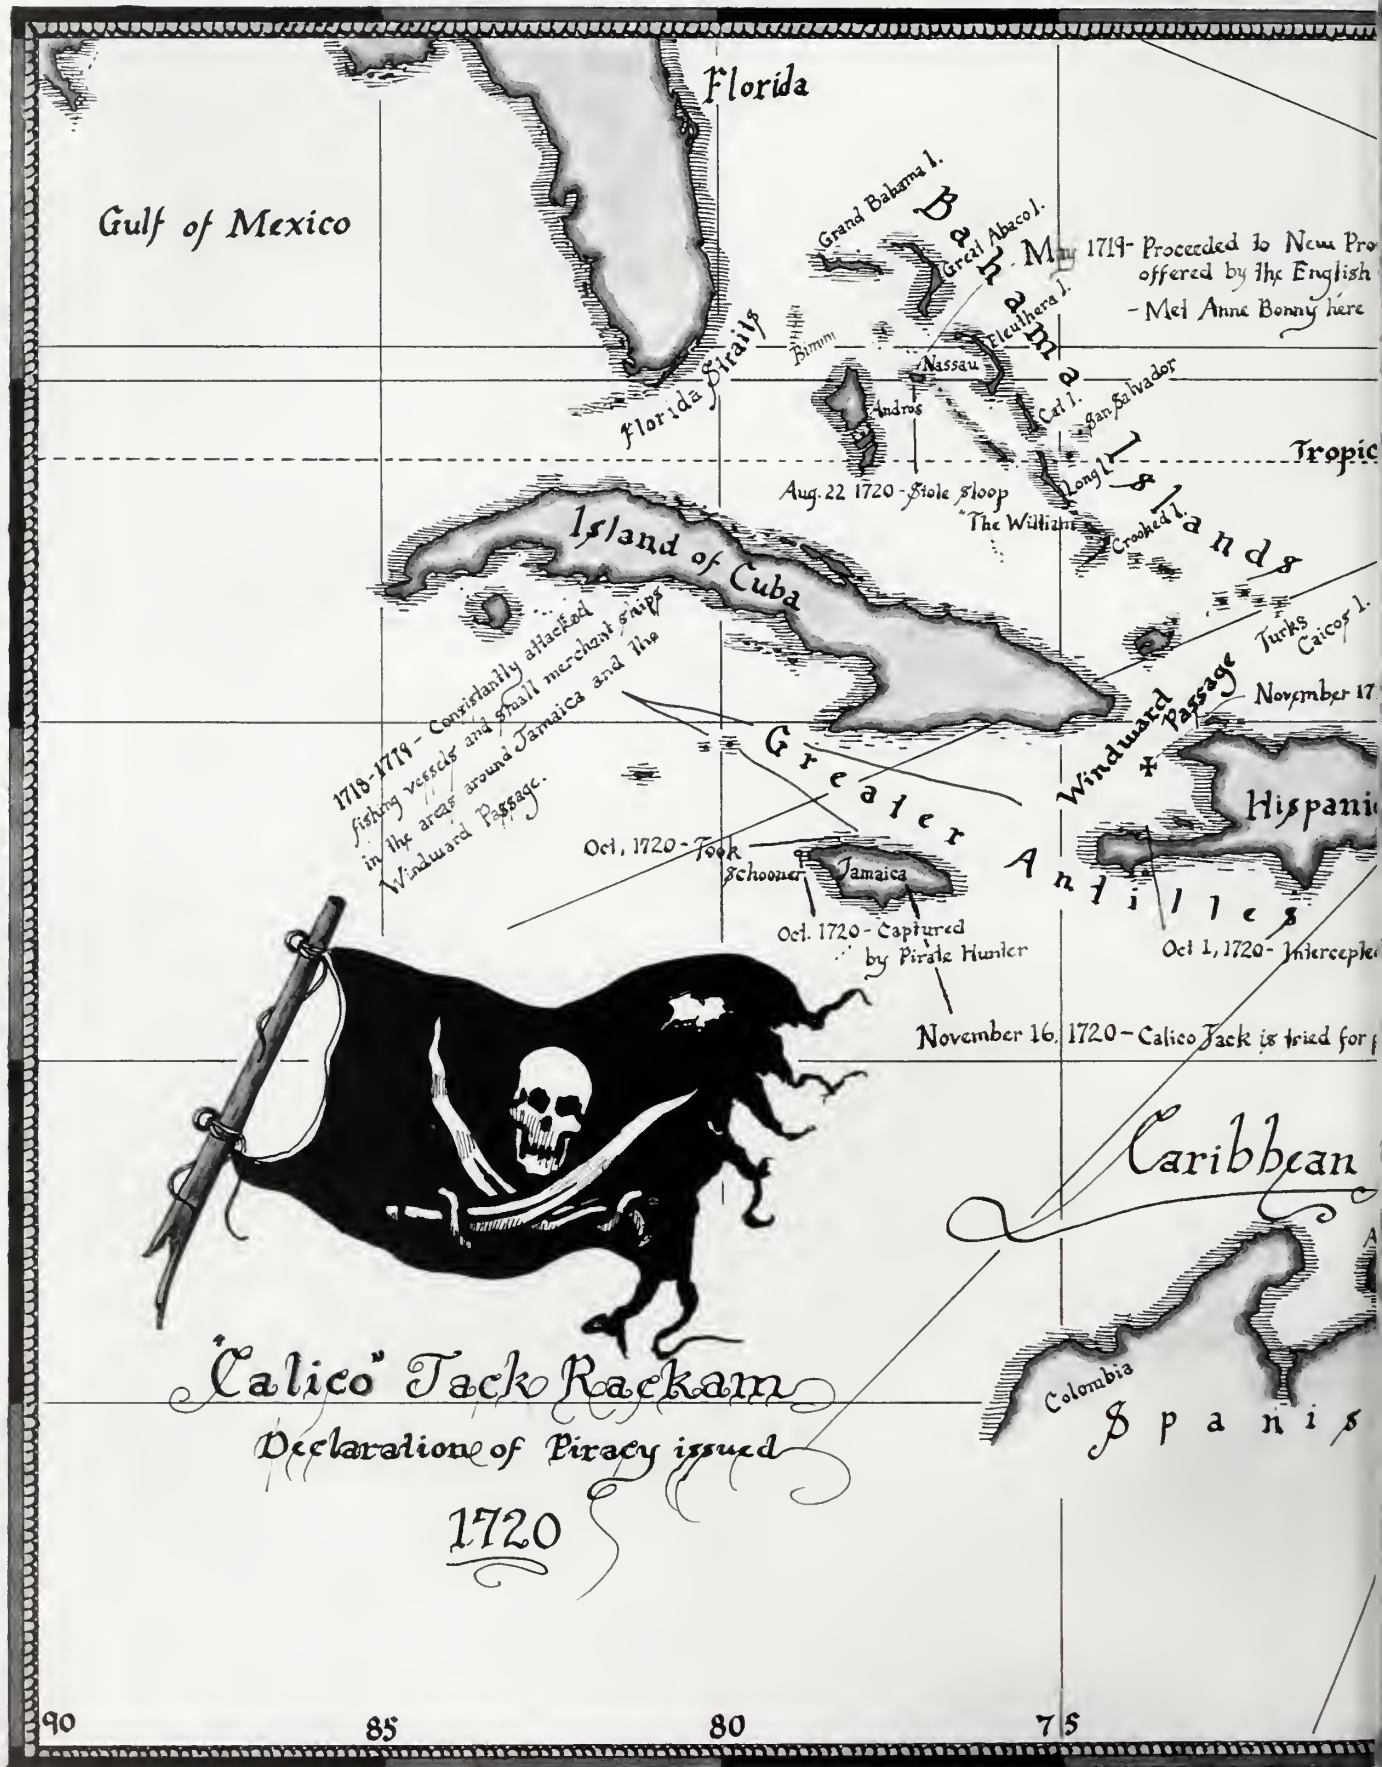 Florida
Gulf of Mexico
Grand Bahama I.
Great Abaco I.
Bahama Islands
May 1719- Proceeded to New Pro
offered by the English
- Met Anne Bonny here
Eleuthera I.
Bimini
Nassau
Florida Straits
Andros
Cat I.
San Salvador
Tropic
Long I.
Aug. 22 1720 - Stole sloop
"The William
Crooked I.
Island of Cuba
Turks
Caicos I.
1718-1719 - Consistantly attacked
fishing vessels and small merchant ships
in the areas around Jamaica and the
Windward Passage.
Windward
Passage
November 17
Greater Antilles
Hispani
Oct, 1720 - Took
schooner
Jamaica
Oct. 1720 - Captured
by Pirate Hunter
Oct 1, 1720 - Intercepte
November 16, 1720 - Calico Jack is tried for p
Caribbean
A
Colombia
Spanis
"Calico" Jack Rackam
Declaration of Piracy issued
1720
90 85 80 75